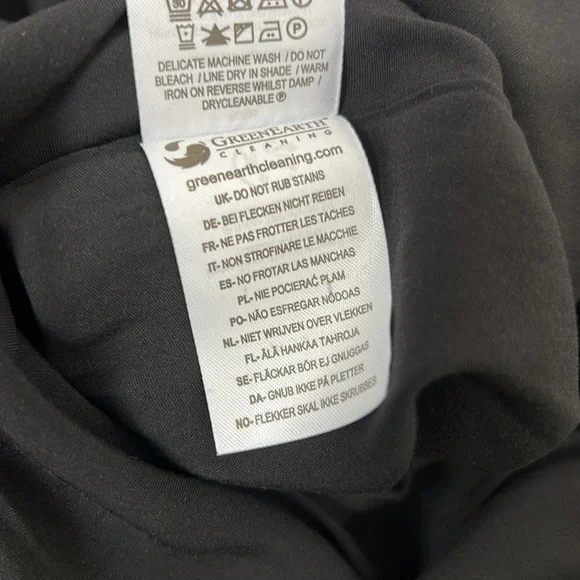 30
P
DELICATE MACHINE WASH / DO NOT
BLEACH / LINE DRY IN SHADE / WARM
IRON ON REVERSE WHILST DAMP /
DRYCLEANABLE Ⓟ
GREENEARTH
CLEANING
greenearthcleaning.com
UK- DO NOT RUB STAINS
DE- BEI FLECKEN NICHT REIBEN
FR- NE PAS FROTTER LES TACHES
IT- NON STROFINARE LE MACCHIE
ES- NO FROTAR LAS MANCHAS
PL- NIE POCIERAĆ PLAM
PO- NÃO ESFREGAR NÓDOAS
NL- NIET WRIJVEN OVER VLEKKEN
FL- ÄLÄ HANKAA TAHROJA
SE- FLÄCKAR BÖR EJ GNUGGAS
DA- GNUB IKKE PÅ PLETTER
NO- FLEKKER SKAL IKKE SKRUBBES